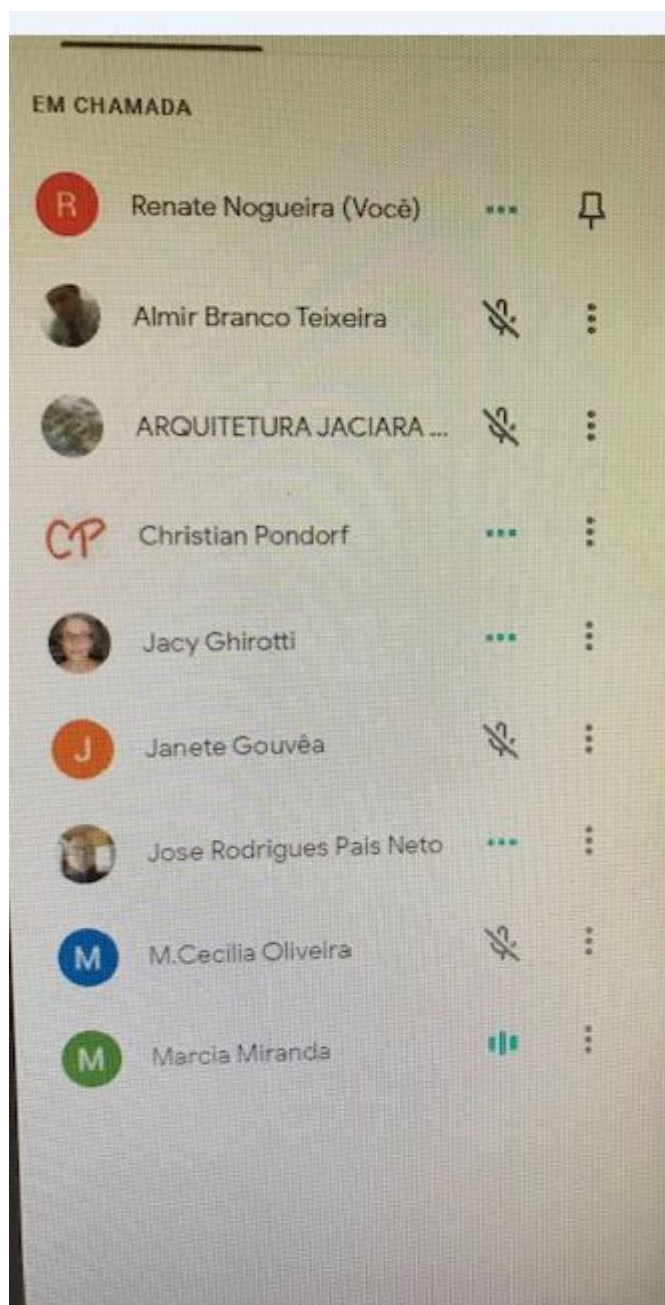 EM CHAMADA
R Renate Nogueira (Você)
Almir Branco Teixeira
ARQUITETURA JACIARA ...
CP Christian Pondorf
Jacy Ghirotti
J Janete Gouvêa
Jose Rodrigues Pais Neto
M M.Cecilia Oliveira
M Marcia Miranda